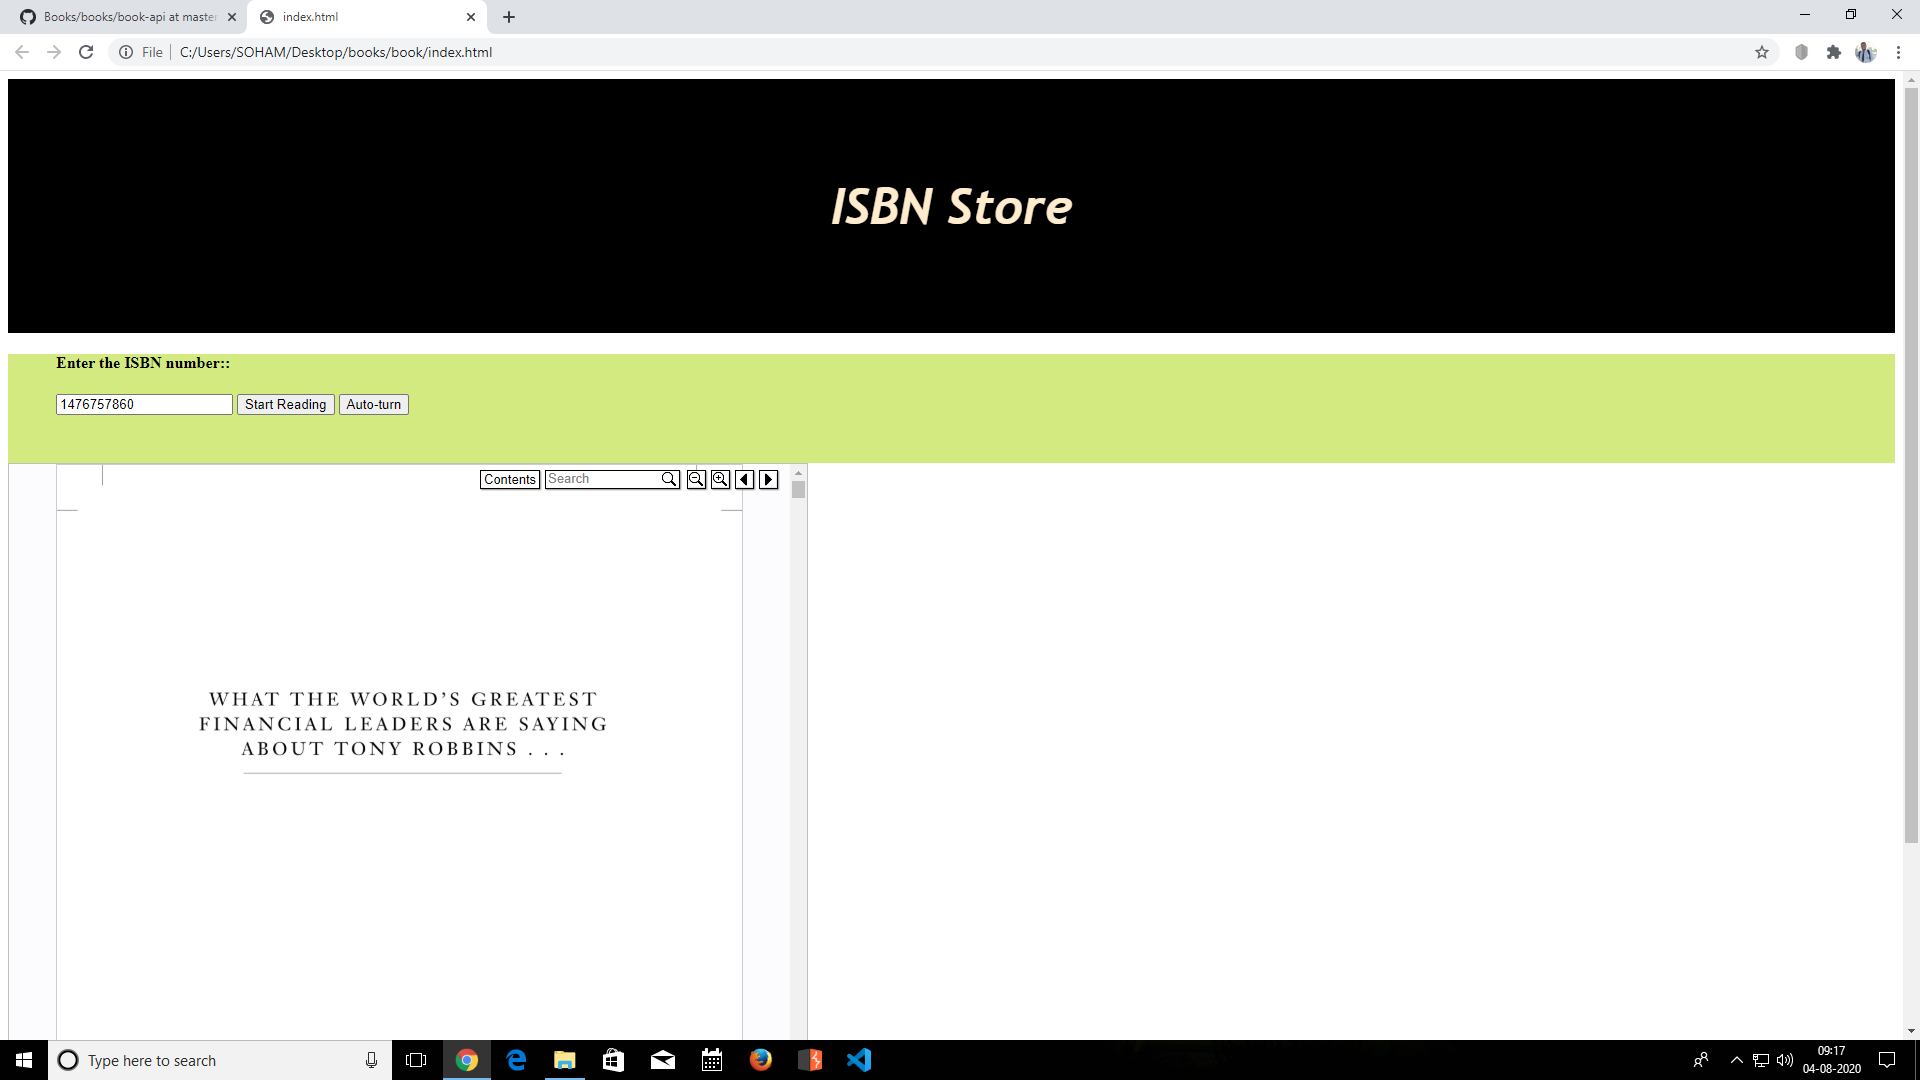 Books/books/book-api at master
index.html
File
C:/Users/SOHAM/Desktop/books/book/index.html
ISBN Store
Enter the ISBN number::
1476757860
Start Reading
Auto-turn
Contents
Search
WHAT THE WORLD’S GREATEST
FINANCIAL LEADERS ARE SAYING
ABOUT TONY ROBBINS . . .
Type here to search
09:17
04-08-2020